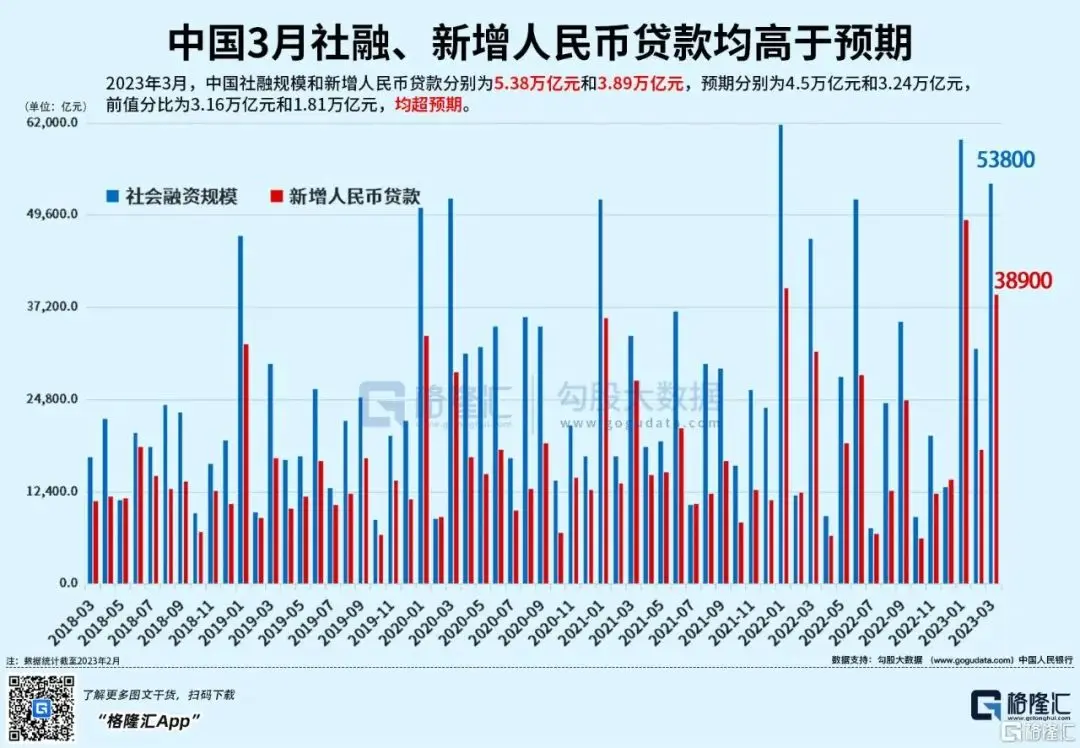 中国3月社融、新增人民币贷款均高于预期
2023年3月，中国社融规模和新增人民币贷款分别为5.38万亿元和3.89万亿元，预期分别为4.5万亿元和3.24万亿元，
前值分比为3.16万亿元和1.81万亿元，均超预期。
（单位：亿元）
62,000.0
53800
社会融资规模 新增人民币贷款
49,600.0
38900
37,200.0
格隆汇 勾股大数据
www.gelonghui.com www.gogudata.com
24,800.0
12,400.0
0.0
2018-03 2018-05 2018-07 2018-09 2018-11 2019-01 2019-03 2019-05 2019-07 2019-09 2019-11 2020-01 2020-03 2020-05 2020-07 2020-09 2020-11 2021-01 2021-03 2021-05 2021-07 2021-09 2021-11 2022-01 2022-03 2022-05 2022-07 2022-09 2022-11 2023-01 2023-03
注：数据统计截至2023年2月 数据支持：勾股大数据 （www.gogudata.com）中国人民银行
了解更多图文干货，扫码下载
“格隆汇App”
格隆汇
www.gelonghui.com
格隆汇